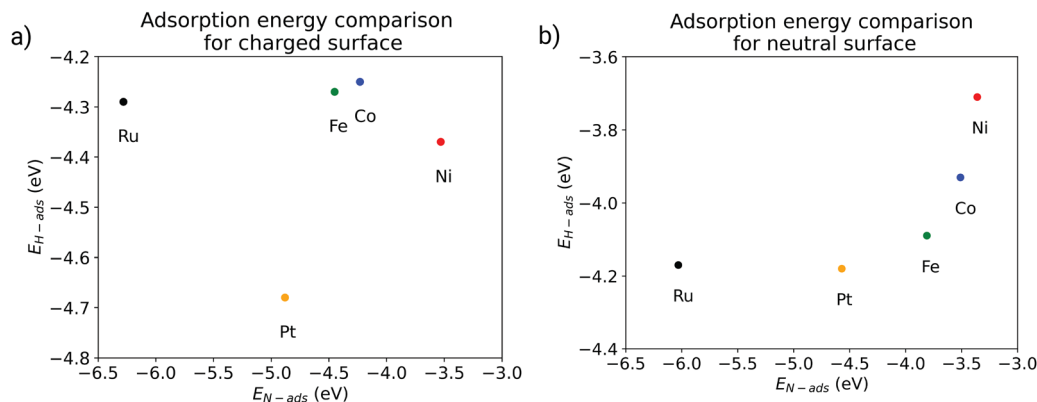 a)
Adsorption energy comparison
for charged surface
−4.2
−4.3
−4.4
−4.5
−4.6
−4.7
−4.8
E_{H−ads} (eV)
Ru
Fe
Co
Ni
Pt
−6.5 −6.0 −5.5 −5.0 −4.5 −4.0 −3.5 −3.0
E_{N−ads} (eV)
b)
Adsorption energy comparison
for neutral surface
−3.6
−3.8
−4.0
−4.2
−4.4
E_{H−ads} (eV)
Ni
Co
Fe
Ru
Pt
−6.5 −6.0 −5.5 −5.0 −4.5 −4.0 −3.5 −3.0
E_{N−ads} (eV)